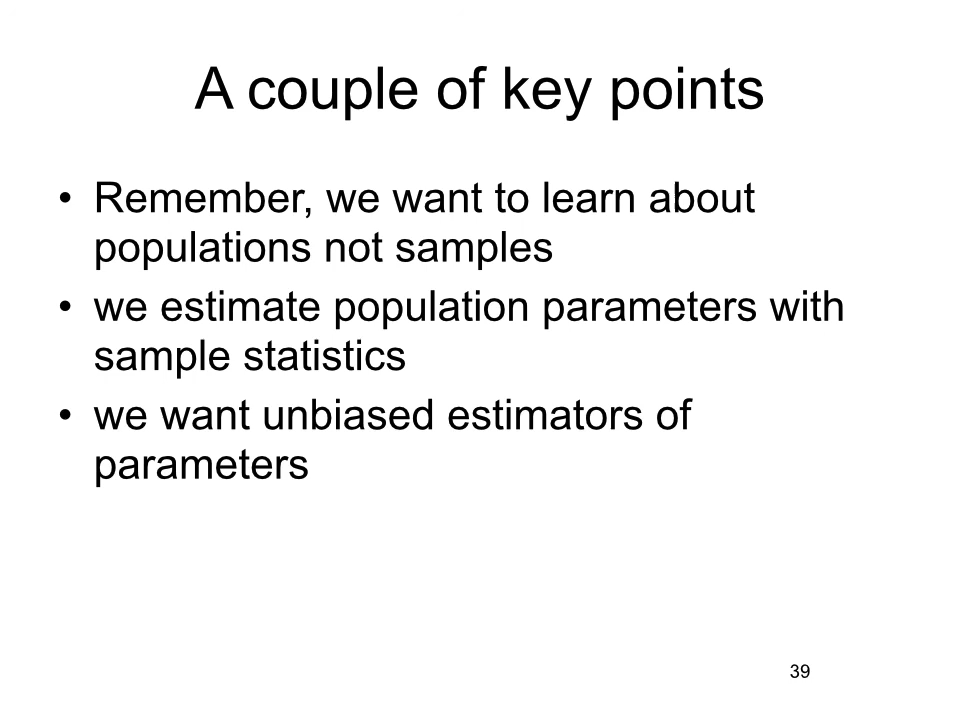 A couple of key points
• Remember, we want to learn about
populations not samples
• we estimate population parameters with
sample statistics
• we want unbiased estimators of
parameters
39